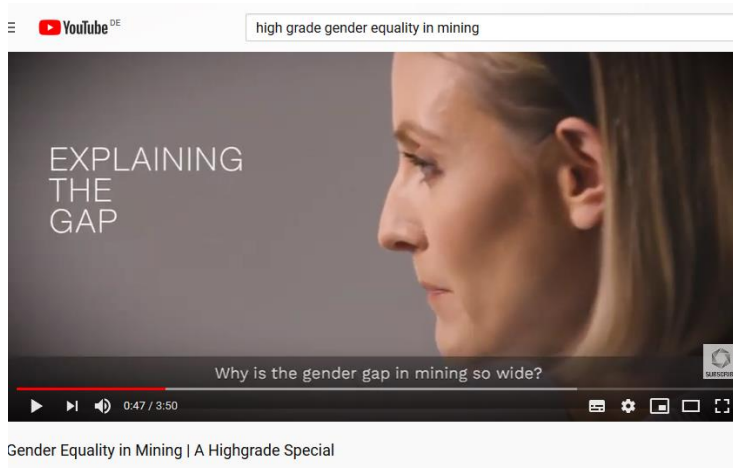 YouTube DE
high grade gender equality in mining
EXPLAINING
THE
GAP
Why is the gender gap in mining so wide?
0:47 / 3:50
Gender Equality in Mining | A Highgrade Special